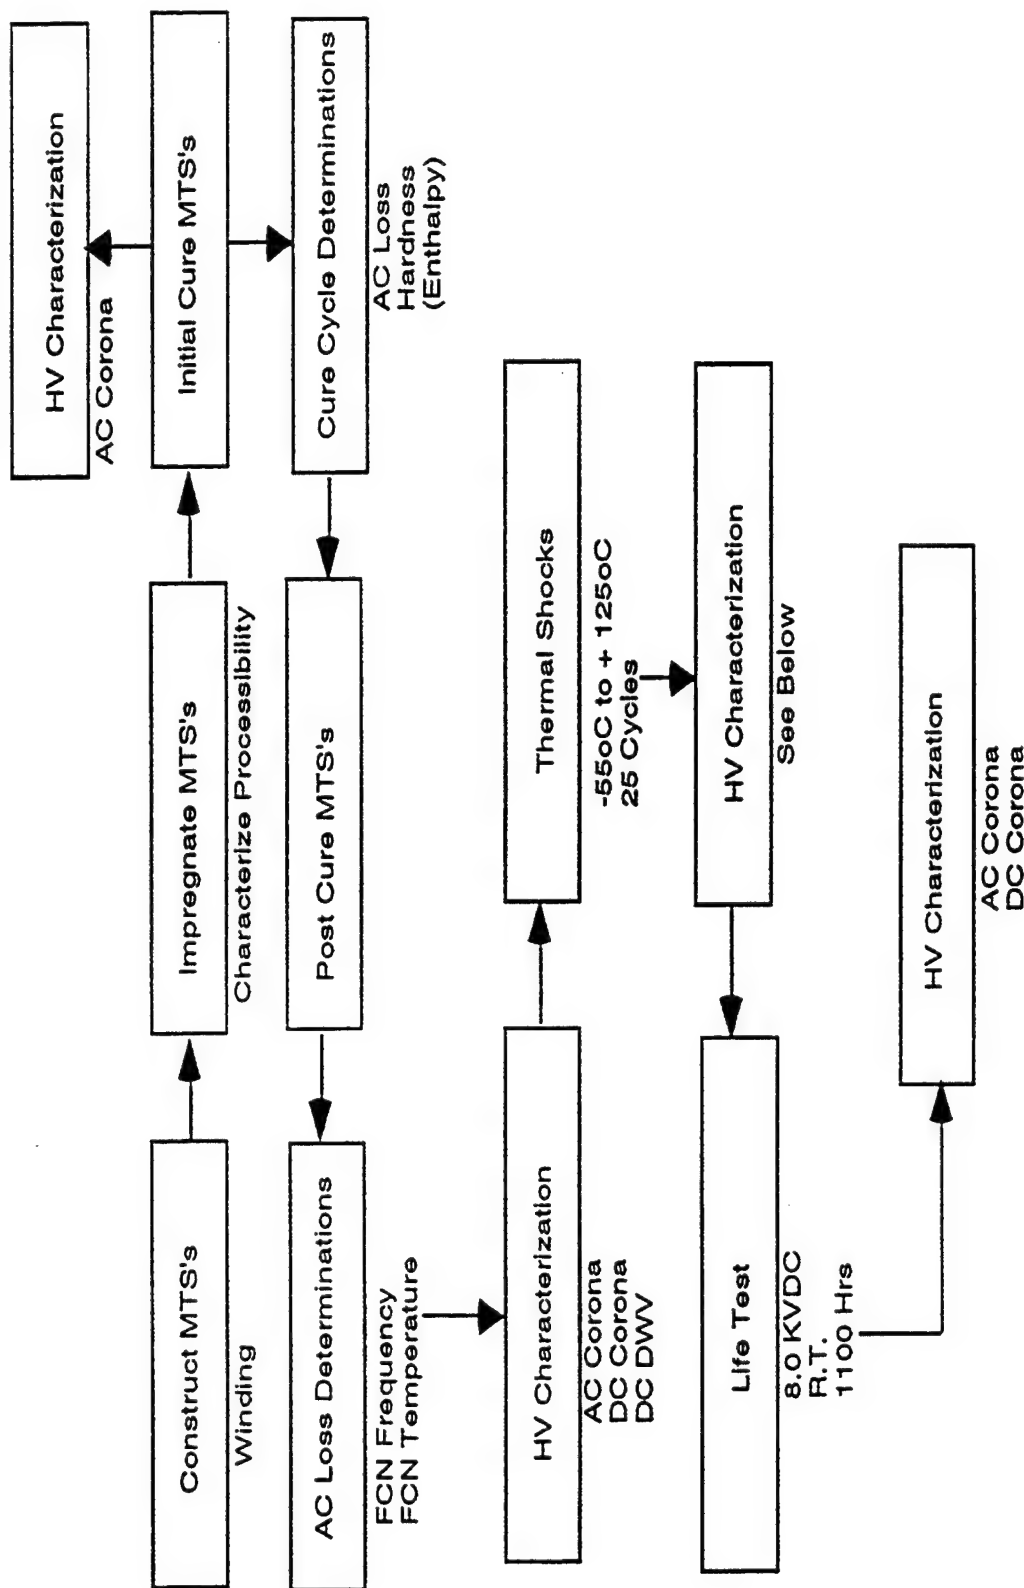 HV Characterization
AC Corona
Construct MTS's
Winding
Impregnate MTS's
Characterize Processibility
Initial Cure MTS's
AC Loss Determinations
FCN Frequency
FCN Temperature
Post Cure MTS's
Cure Cycle Determinations
AC Loss
Hardness
(Enthalpy)
HV Characterization
AC Corona
DC Corona
DC DWV
Thermal Shocks
-55oC to + 125oC
25 Cycles
Life Test
8.0 KVDC
R.T.
1100 Hrs
HV Characterization
See Below
HV Characterization
AC Corona
DC Corona